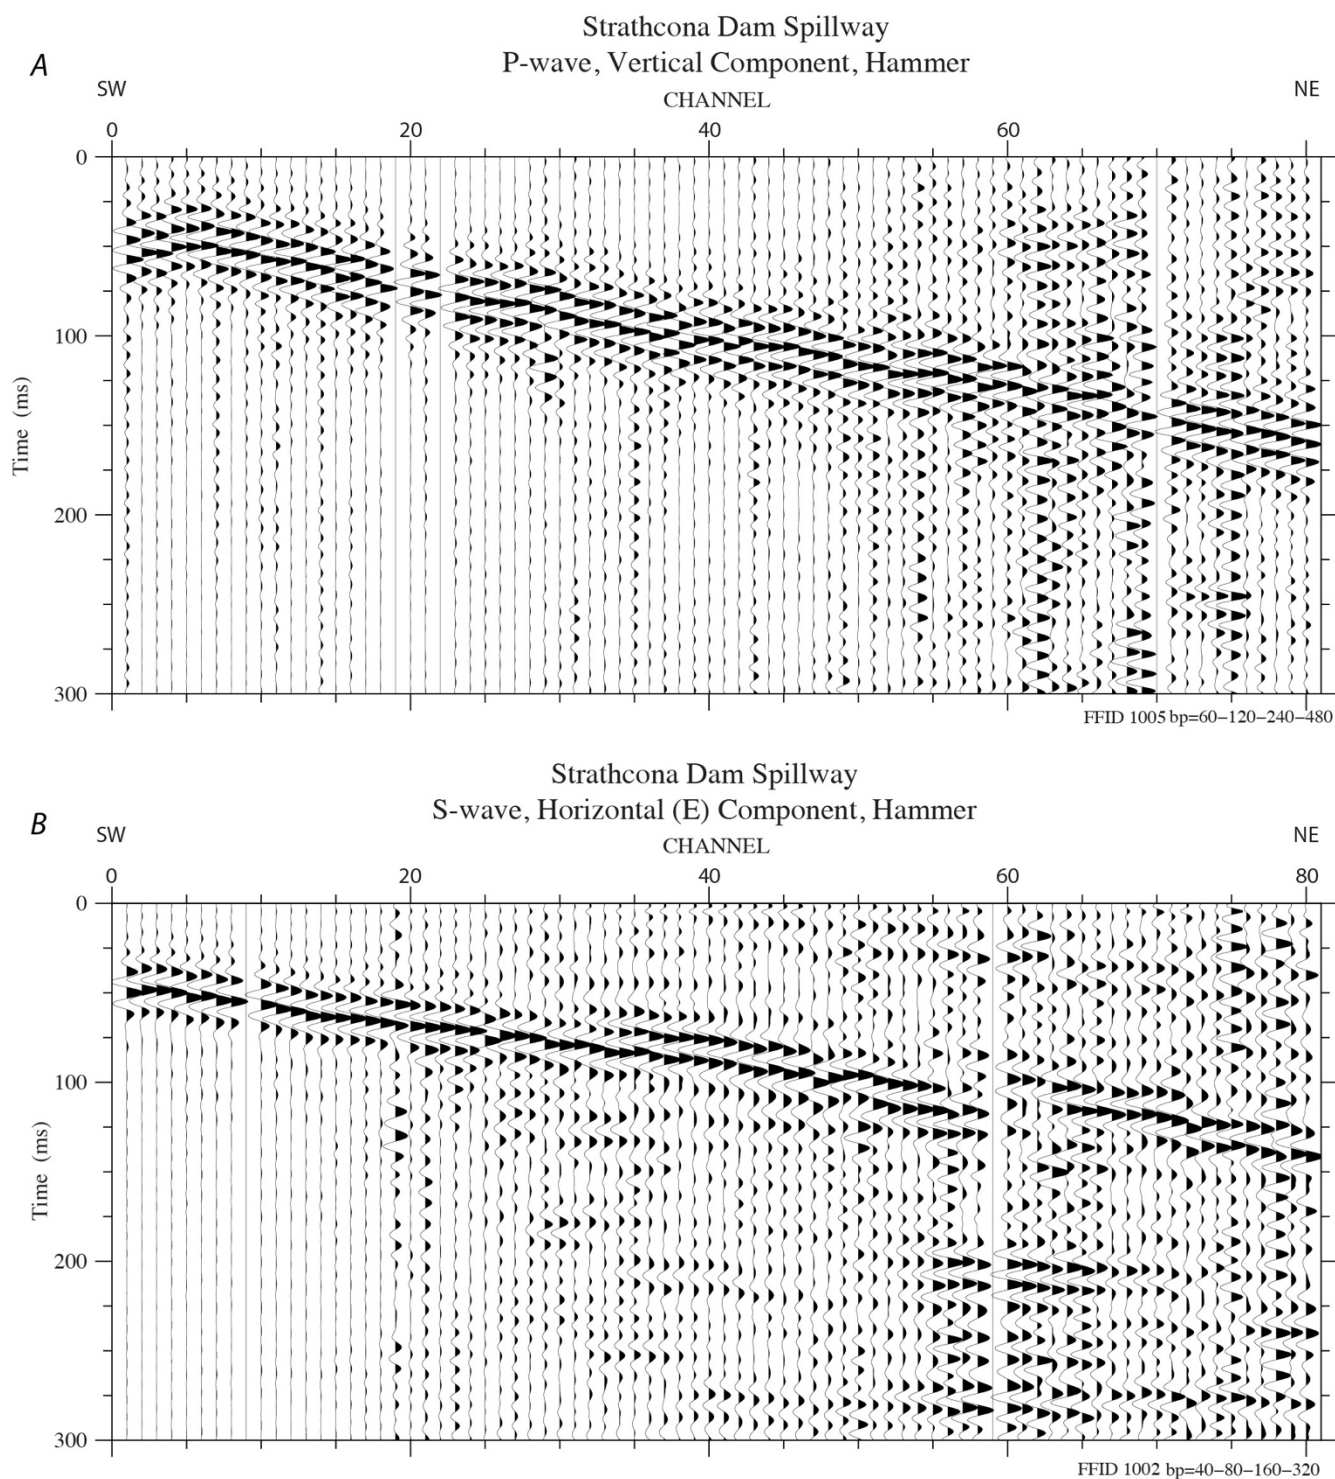 Strathcona Dam Spillway
A
P-wave, Vertical Component, Hammer
SW
CHANNEL
NE
0 20 40 60
0
100
Time (ms)
200
300
FFID 1005 bp=60–120–240–480
Strathcona Dam Spillway
B
S-wave, Horizontal (E) Component, Hammer
SW
CHANNEL
NE
0 20 40 60 80
0
100
Time (ms)
200
300
FFID 1002 bp=40–80–160–320